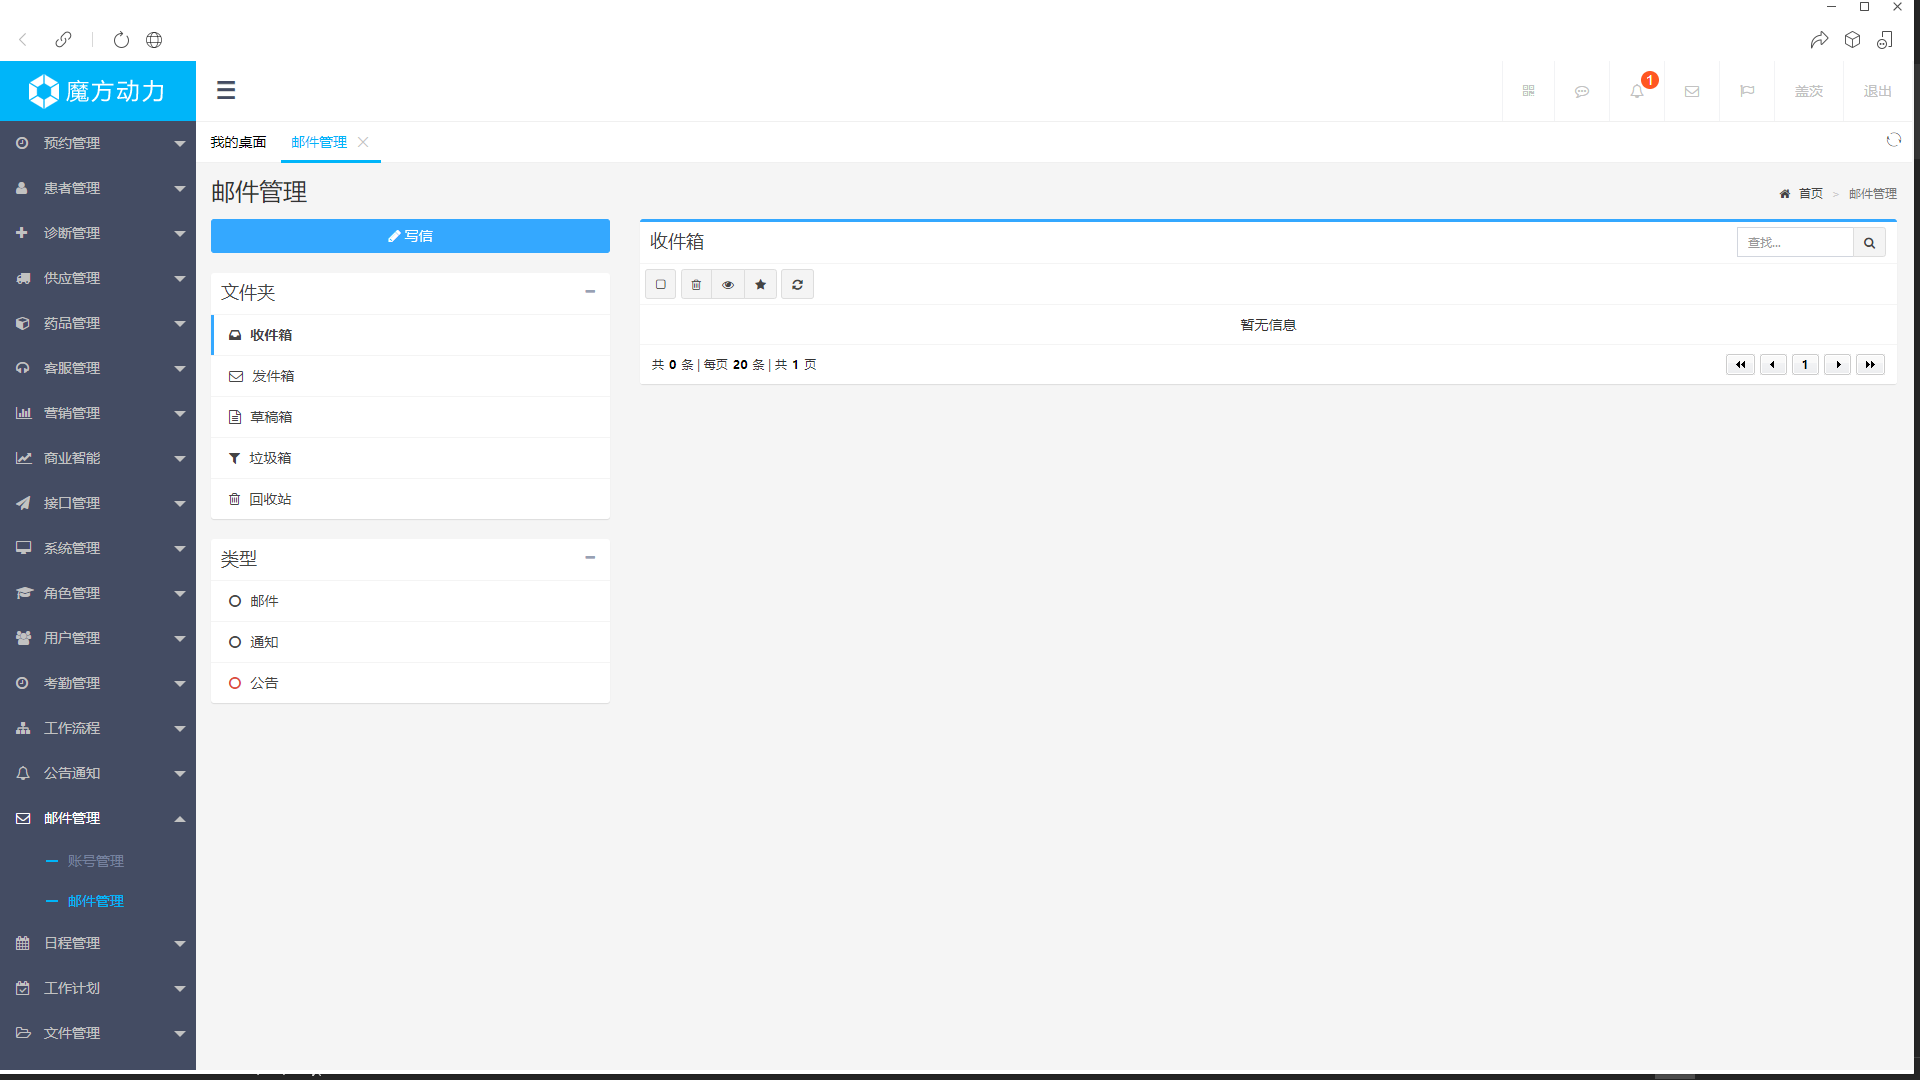 魔方动力
1
盖茨
退出
预约管理
患者管理
诊断管理
供应管理
药品管理
客服管理
营销管理
商业智能
接口管理
系统管理
角色管理
用户管理
考勤管理
工作流程
公告通知
邮件管理
账号管理
邮件管理
日程管理
工作计划
文件管理
我的桌面
邮件管理
邮件管理
首页 > 邮件管理
写信
文件夹
收件箱
发件箱
草稿箱
垃圾箱
回收站
类型
邮件
通知
公告
收件箱
查找...
暂无信息
共 0 条 | 每页 20 条 | 共 1 页
1